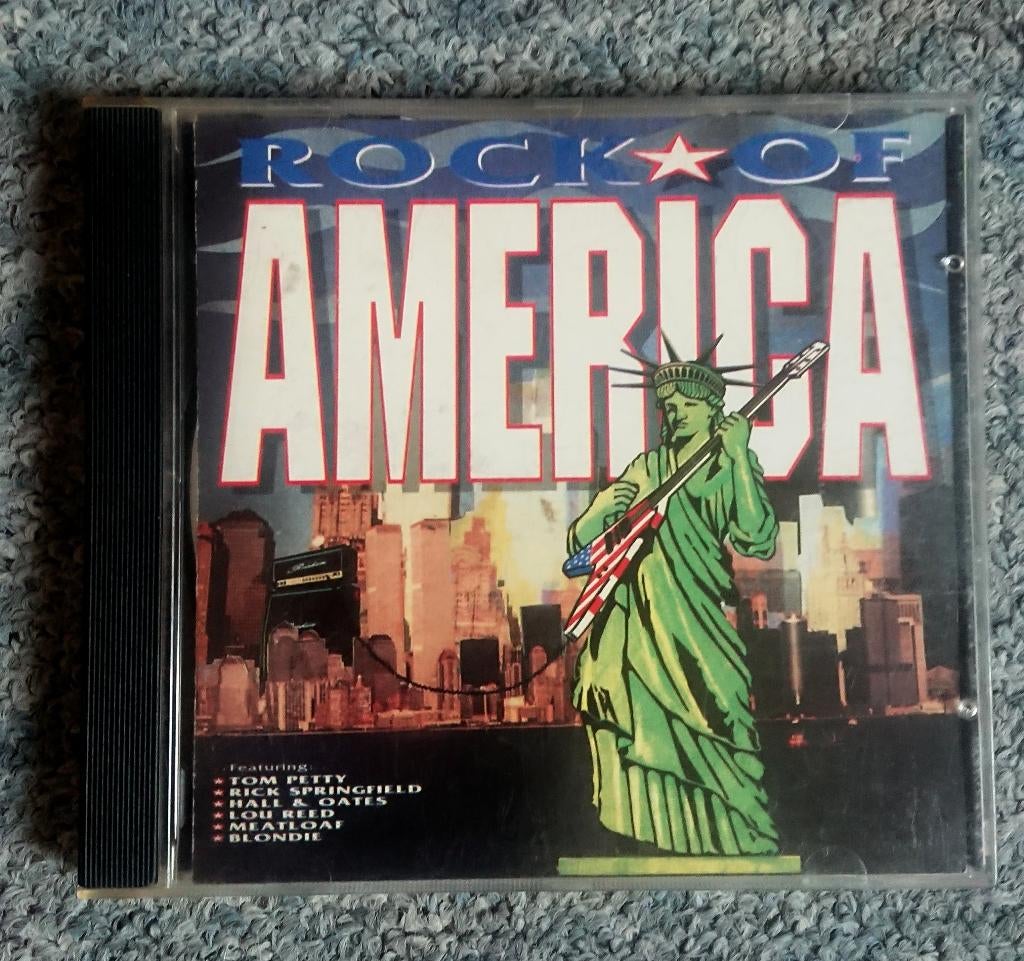 ROCK★OF
AMERICA
Featuring:
★ TOM PETTY
★ RICK SPRINGFIELD
★ HALL & OATES
★ LOU REED
★ MEATLOAF
★ BLONDIE